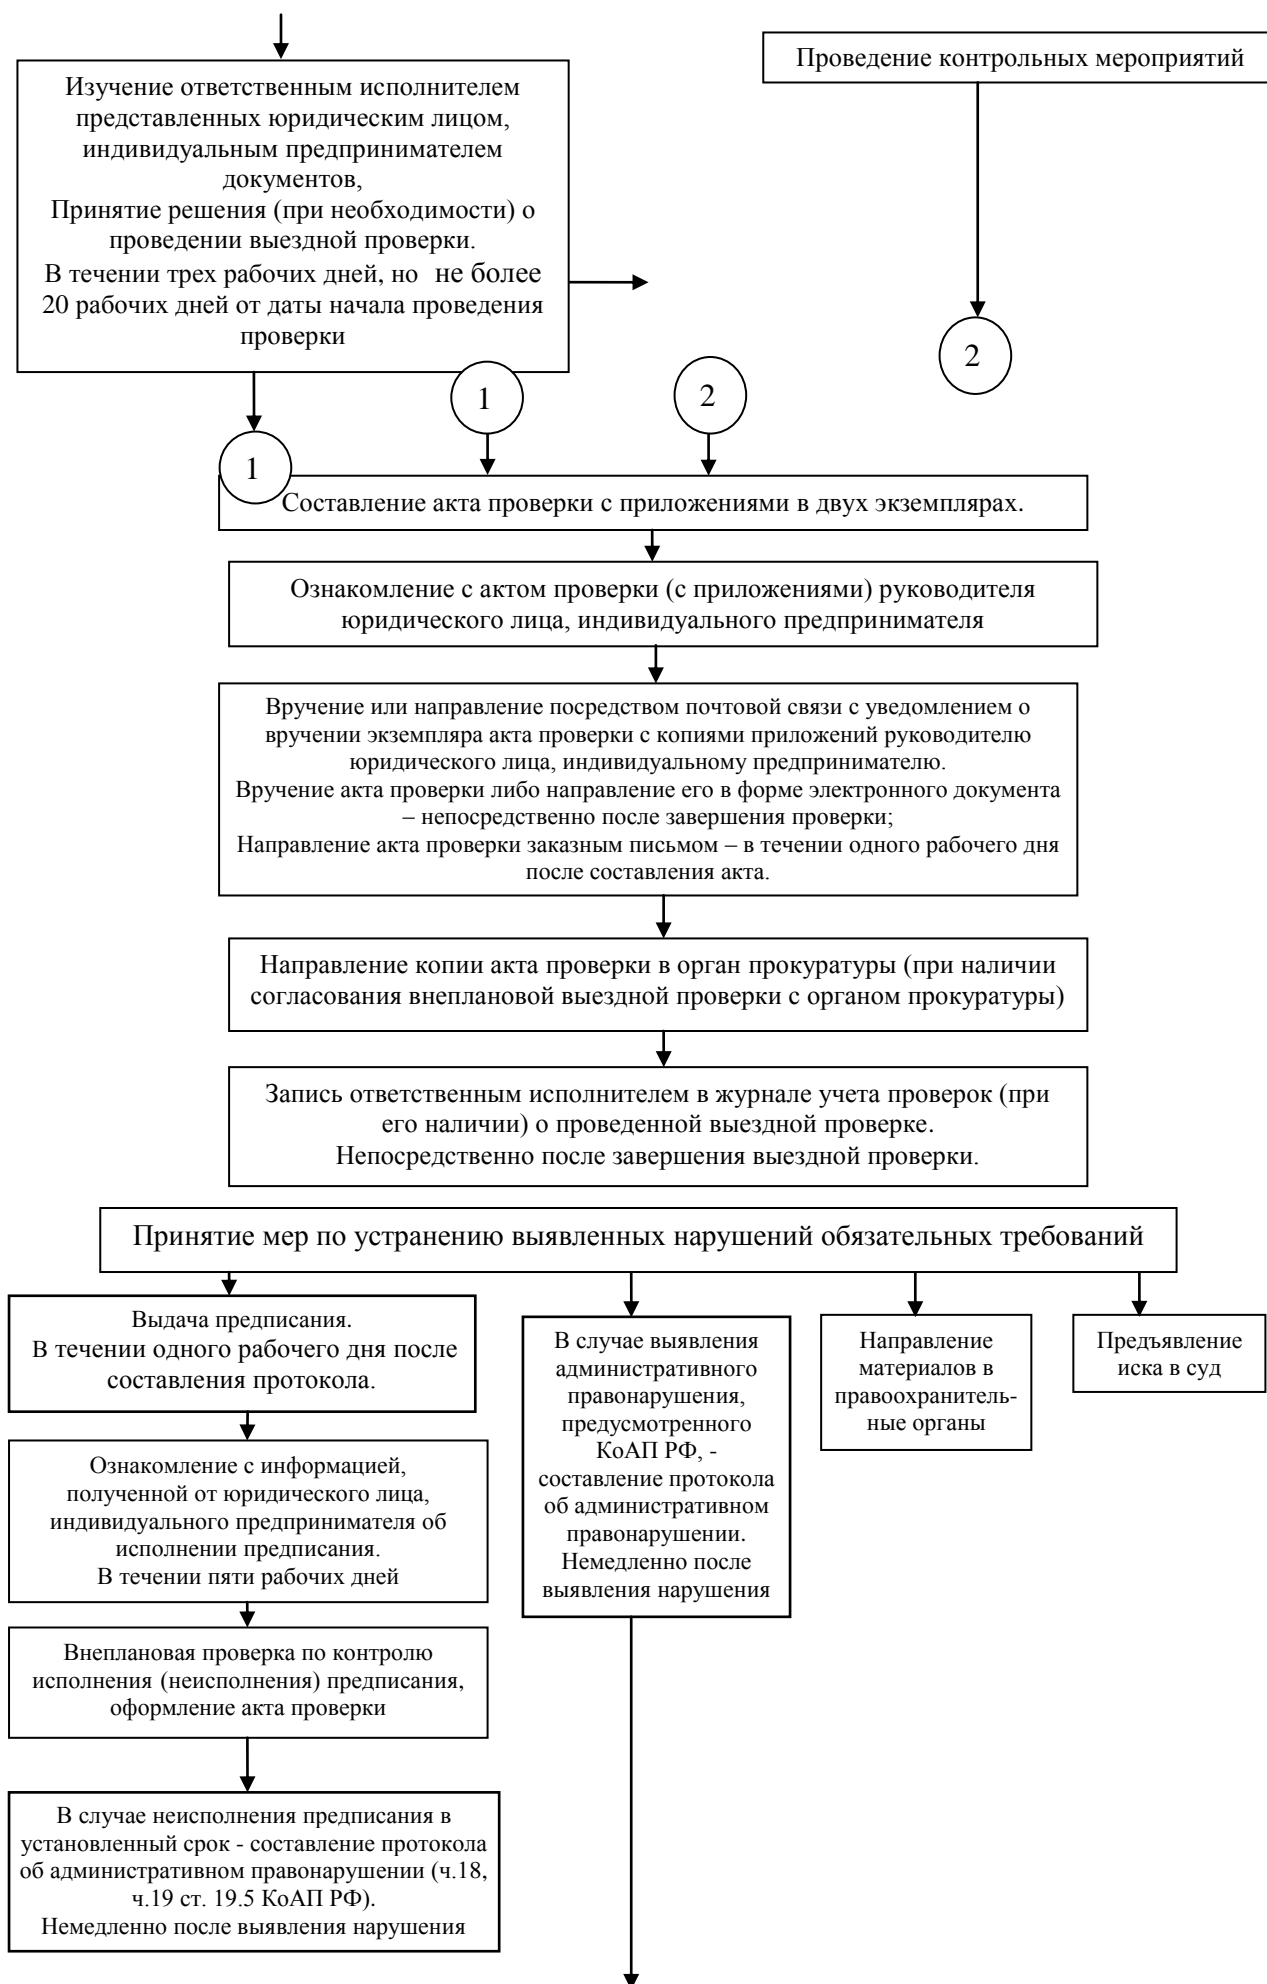 Изучение ответственным исполнителем
представленных юридическим лицом,
индивидуальным предпринимателем
документов,
Принятие решения (при необходимости) о
проведении выездной проверки.
В течении трех рабочих дней, но не более
20 рабочих дней от даты начала проведения
проверки
Проведение контрольных мероприятий
2
1
2
1
Составление акта проверки с приложениями в двух экземплярах.
Ознакомление с актом проверки (с приложениями) руководителя
юридического лица, индивидуального предпринимателя
Вручение или направление посредством почтовой связи с уведомлением о
вручении экземпляра акта проверки с копиями приложений руководителю
юридического лица, индивидуальному предпринимателю.
Вручение акта проверки либо направление его в форме электронного документа
– непосредственно после завершения проверки;
Направление акта проверки заказным письмом – в течении одного рабочего дня
после составления акта.
Направление копии акта проверки в орган прокуратуры (при наличии
согласования внеплановой выездной проверки с органом прокуратуры)
Запись ответственным исполнителем в журнале учета проверок (при
его наличии) о проведенной выездной проверке.
Непосредственно после завершения выездной проверки.
Принятие мер по устранению выявленных нарушений обязательных требований
Выдача предписания.
В течении одного рабочего дня после
составления протокола.
Ознакомление с информацией,
полученной от юридического лица,
индивидуального предпринимателя об
исполнении предписания.
В течении пяти рабочих дней
Внеплановая проверка по контролю
исполнения (неисполнения) предписания,
оформление акта проверки
В случае неисполнения предписания в
установленный срок - составление протокола
об административном правонарушении (ч.18,
ч.19 ст. 19.5 КоАП РФ).
Немедленно после выявления нарушения
В случае выявления
административного
правонарушения,
предусмотренного
КоАП РФ, -
составление протокола
об административном
правонарушении.
Немедленно после
выявления нарушения
Направление
материалов в
правоохранитель-
ные органы
Предъявление
иска в суд